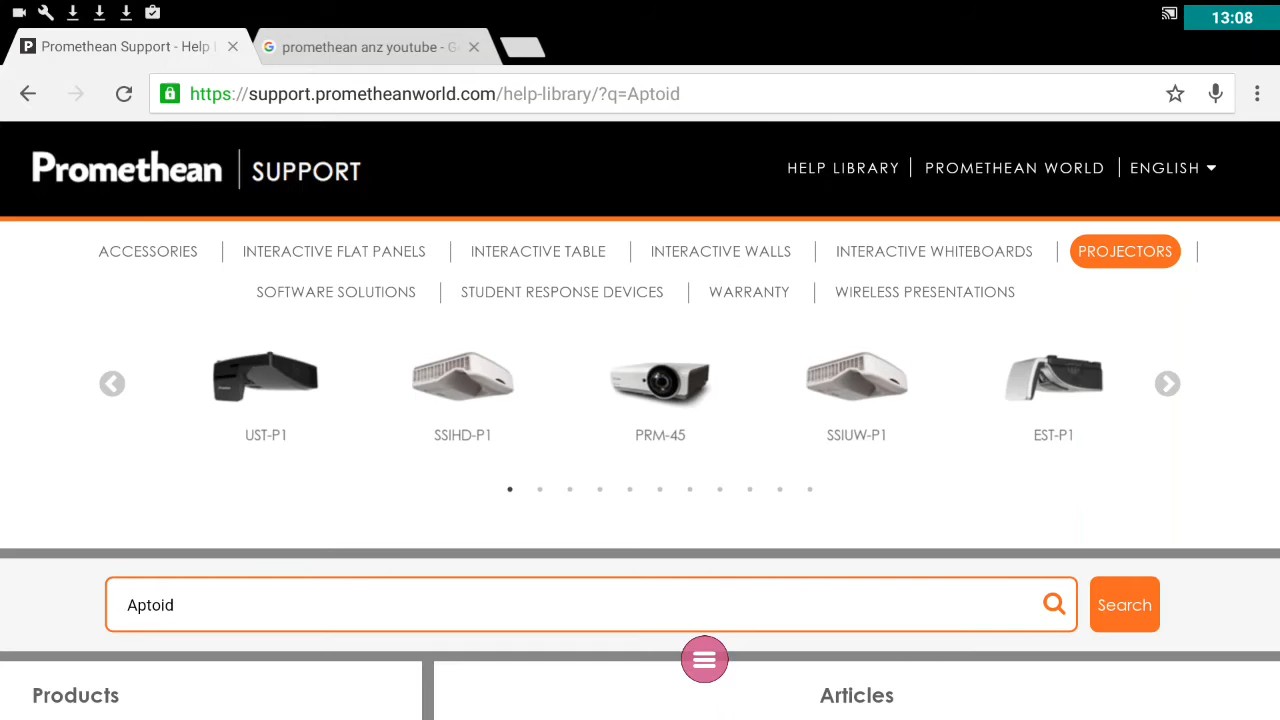 13:08
Promethean Support - Help
promethean anz youtube - G
https://support.prometheanworld.com/help-library/?q=Aptoid
Promethean | SUPPORT
HELP LIBRARY | PROMETHEAN WORLD | ENGLISH
ACCESSORIES | INTERACTIVE FLAT PANELS | INTERACTIVE TABLE | INTERACTIVE WALLS | INTERACTIVE WHITEBOARDS | PROJECTORS |
SOFTWARE SOLUTIONS | STUDENT RESPONSE DEVICES | WARRANTY | WIRELESS PRESENTATIONS
UST-P1 SSIHD-P1 PRM-45 SSIUW-P1 EST-P1
Aptoid
Search
Products
Articles